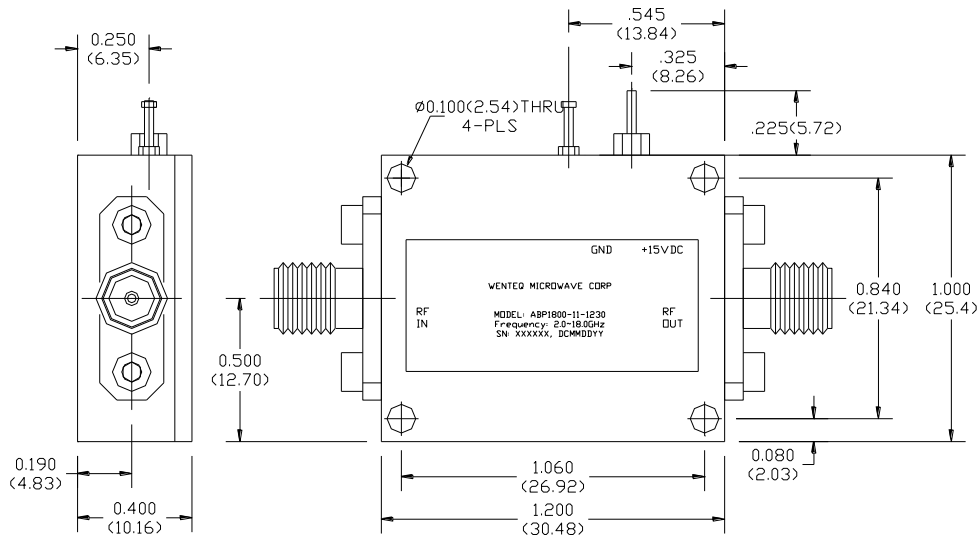 .545
(13.84)
0.250
(6.35)
.325
(8.26)
Ø0.100(2.54)THRU
4-PLS
.225(5.72)
GND +15VDC
WENTEQ MICROWAVE CORP
RF
IN
MODEL: ABP1800-11-1230
Frequency: 2.0~18.0GHz
SN: XXXXXX, DCMMDDYY
RF
OUT
0.840
(21.34)
1.000
(25.4)
0.500
(12.70)
0.190
(4.83)
0.400
(10.16)
1.060
(26.92)
1.200
(30.48)
0.080
(2.03)